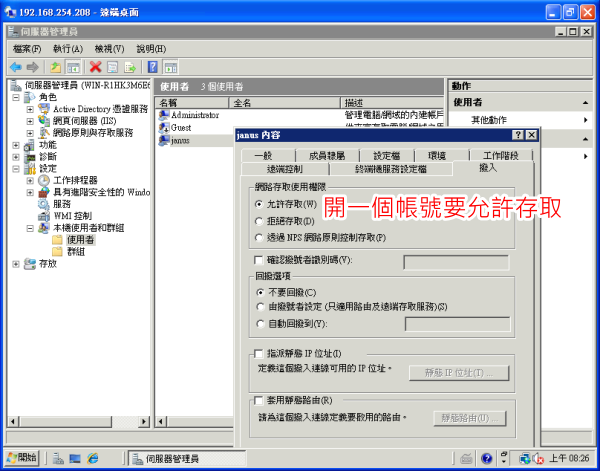 192.168.254.208 - 遠端桌面
伺服器管理員
檔案(F) 執行(A) 檢視(V) 說明(H)
伺服器管理員 (WIN-R1HK3M6E6
角色
Active Directory 憑證服務
網頁伺服器 (IIS)
網路原則與存取服務
功能
診斷
設定
工作排程器
具有進階安全性的 Windo
服務
WMI 控制
本機使用者和群組
使用者
群組
存放
使用者 3 個使用者
名稱 全名 描述
Administrator 管理電腦/網域的內建帳戶
Guest
janus
動作
使用者
其他動作
janus 內容
一般 成員隸屬 設定檔 環境 工作階段
遠端控制 終端機服務設定檔 撥入
網路存取使用權限
允許存取(W)
拒絕存取(D)
透過 NPS 網路原則控制存取(P)
開一個帳號要允許存取
確認撥號者識別碼(V):
回撥選項
不要回撥(C)
由撥號者設定 (只適用路由及遠端存取服務)(S)
自動回撥到(Y):
指派靜態 IP 位址(I)
定義這個撥入連線可用的 IP 位址。
靜態 IP 位址(T) ...
套用靜態路由(R)
請為這個撥入連線定義要啟用的路由。
靜態路由(U) ...
開始 伺服器管理員 上午 08:26